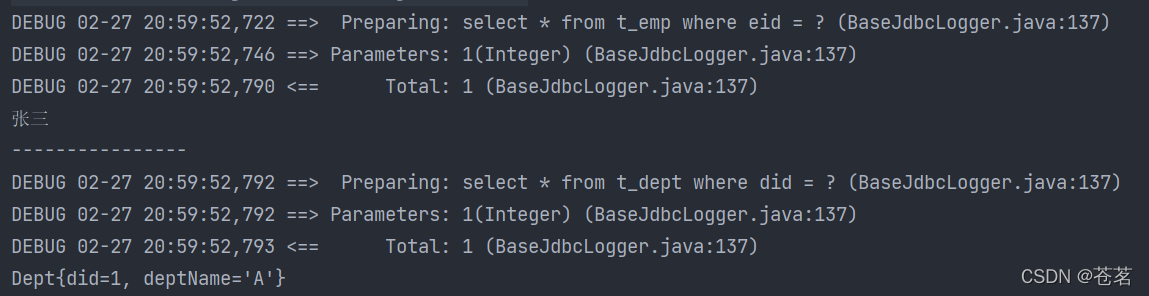 DEBUG 02-27 20:59:52,722 ==>  Preparing: select * from t_emp where eid = ? (BaseJdbcLogger.java:137)
DEBUG 02-27 20:59:52,746 ==> Parameters: 1(Integer) (BaseJdbcLogger.java:137)
DEBUG 02-27 20:59:52,790 <==      Total: 1 (BaseJdbcLogger.java:137)
张三
----------------
DEBUG 02-27 20:59:52,792 ==>  Preparing: select * from t_dept where did = ? (BaseJdbcLogger.java:137)
DEBUG 02-27 20:59:52,792 ==> Parameters: 1(Integer) (BaseJdbcLogger.java:137)
DEBUG 02-27 20:59:52,793 <==      Total: 1 (BaseJdbcLogger.java:137)
Dept{did=1, deptName='A'}
CSDN @苍茗